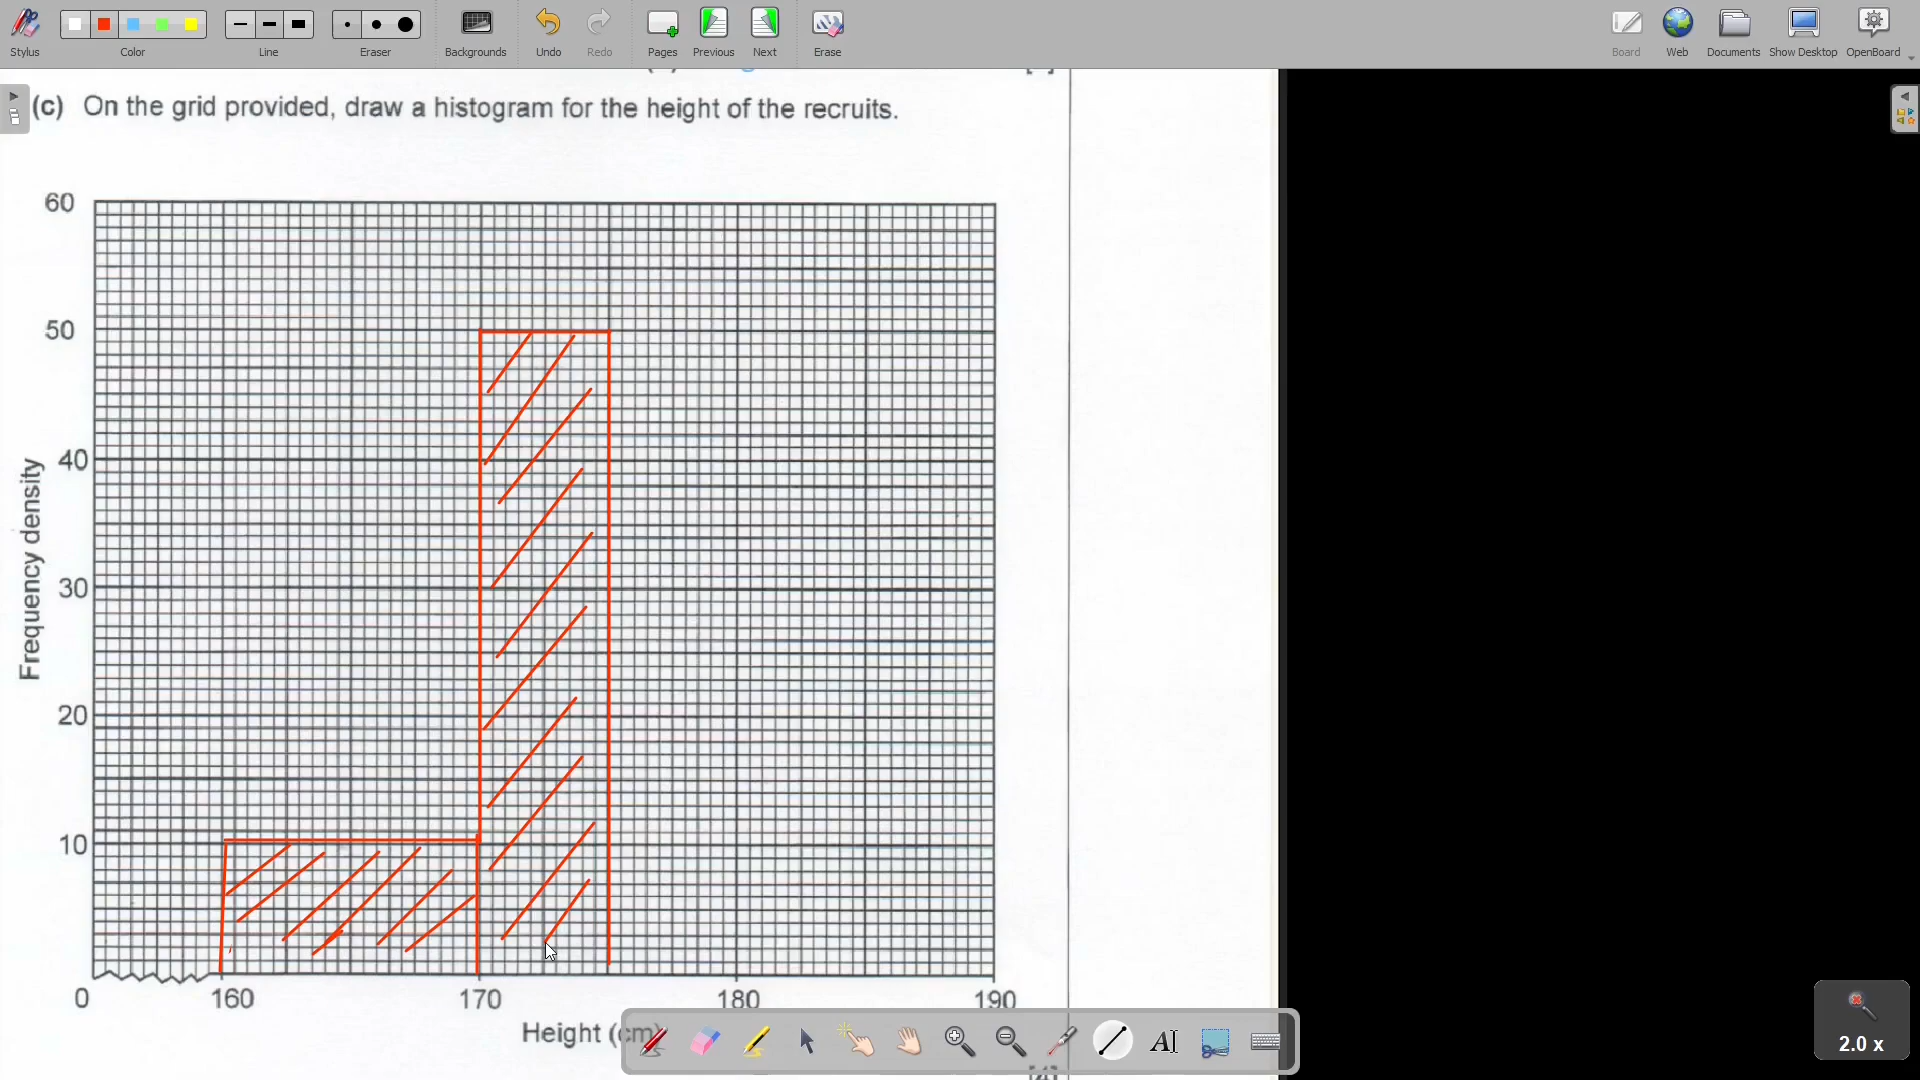 Stylus
Color
Line
Eraser
Backgrounds
Undo
Redo
Pages
Previous
Next
Erase
Board
Web
Documents
Show Desktop
OpenBoard
(c) On the grid provided, draw a histogram for the height of the recruits.
60
50
40
30
20
10
Frequency density
0 160 170 180 190
Height (cm)
2.0 x